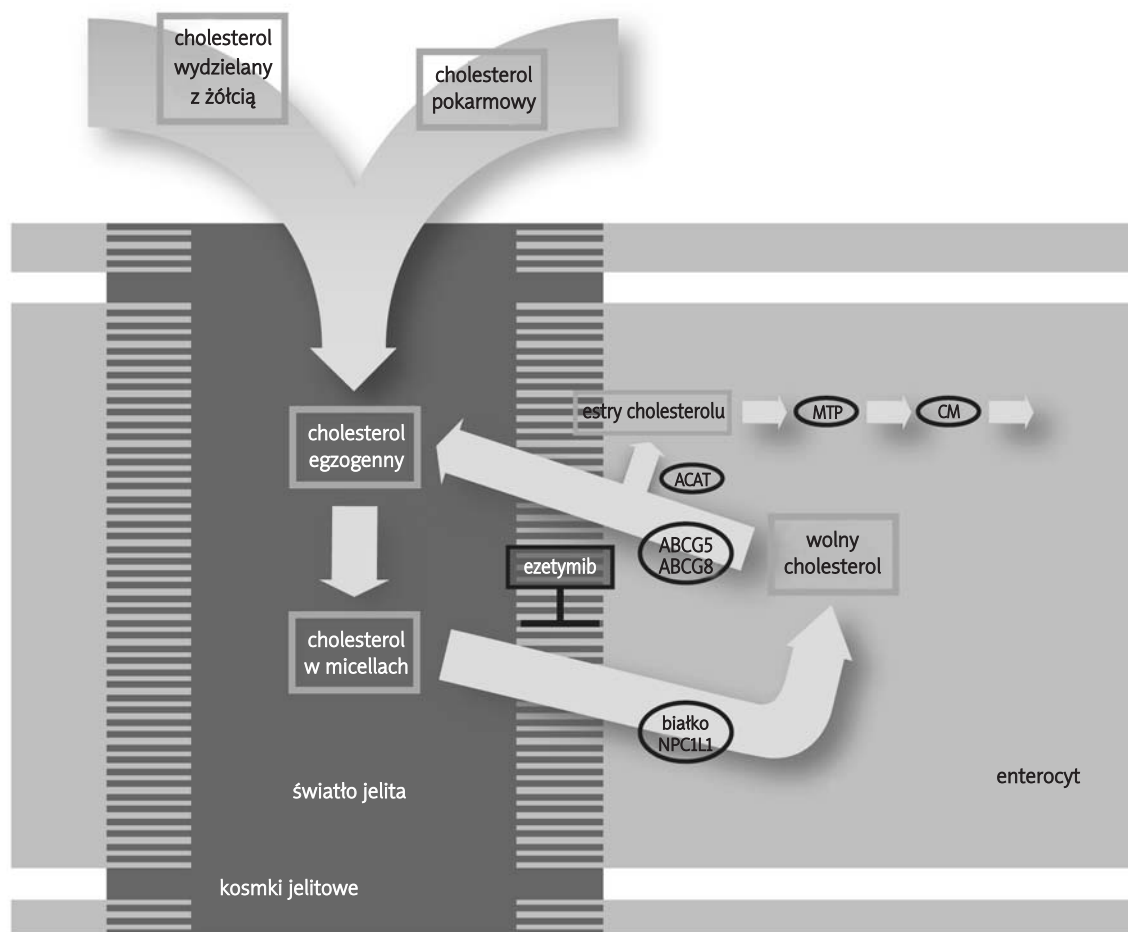 cholesterol
wydzielany
z żółcią
cholesterol
pokarmowy
cholesterol
egzogenny
estry cholesterolu
MTP
CM
ACAT
ABCG5
ABCG8
wolny
cholesterol
ezetymib
cholesterol
w micellach
białko
NPC1L1
światło jelita
enterocyt
kosmki jelitowe